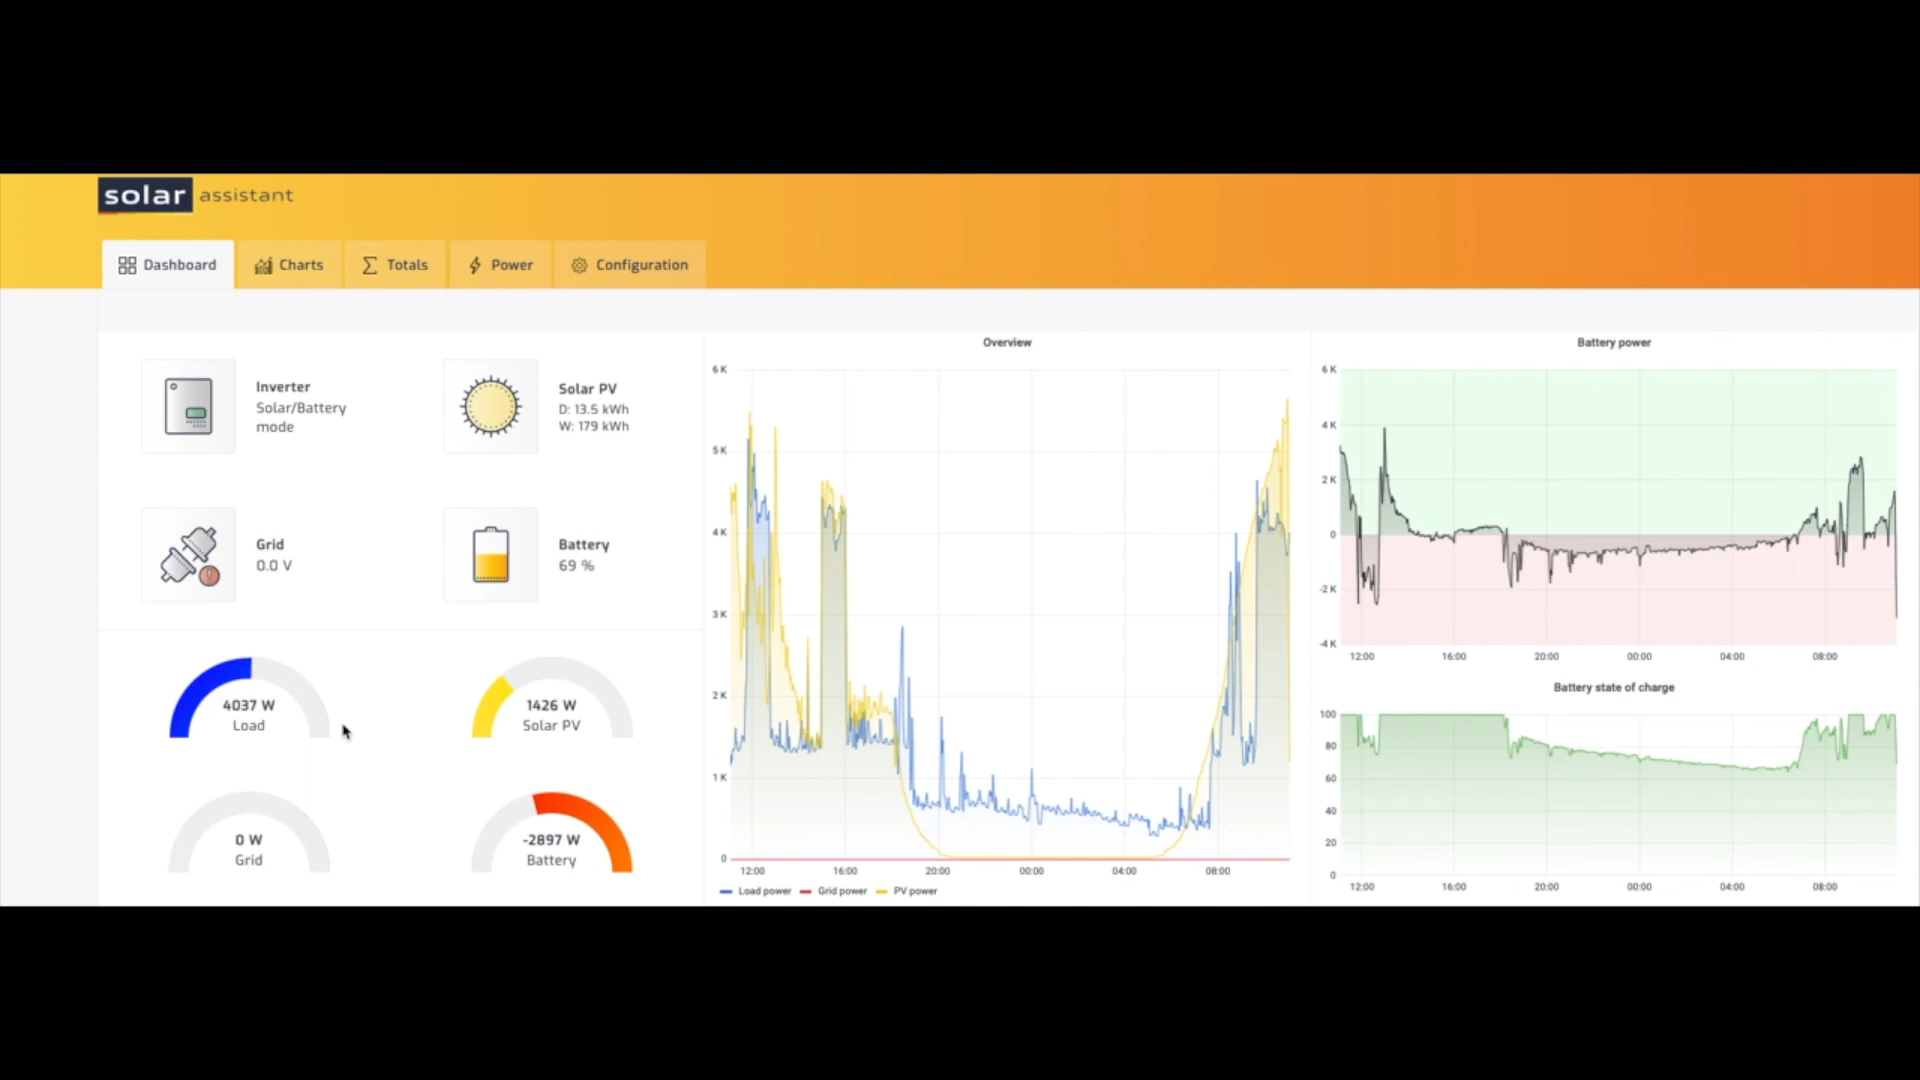 solar assistant
Dashboard
Charts
Totals
Power
Configuration
Inverter
Solar/Battery
mode
Solar PV
D: 13.5 kWh
W: 179 kWh
Grid
0.0 V
Battery
69 %
4037 W
Load
1426 W
Solar PV
0 W
Grid
-2897 W
Battery
Overview
6 K
5 K
4 K
3 K
2 K
1 K
0
12:00 16:00 20:00 00:00 04:00 08:00
Load power Grid power PV power
Battery power
6 K
4 K
2 K
0
-2 K
-4 K
12:00 16:00 20:00 00:00 04:00 08:00
Battery state of charge
100
80
60
40
20
0
12:00 16:00 20:00 00:00 04:00 08:00